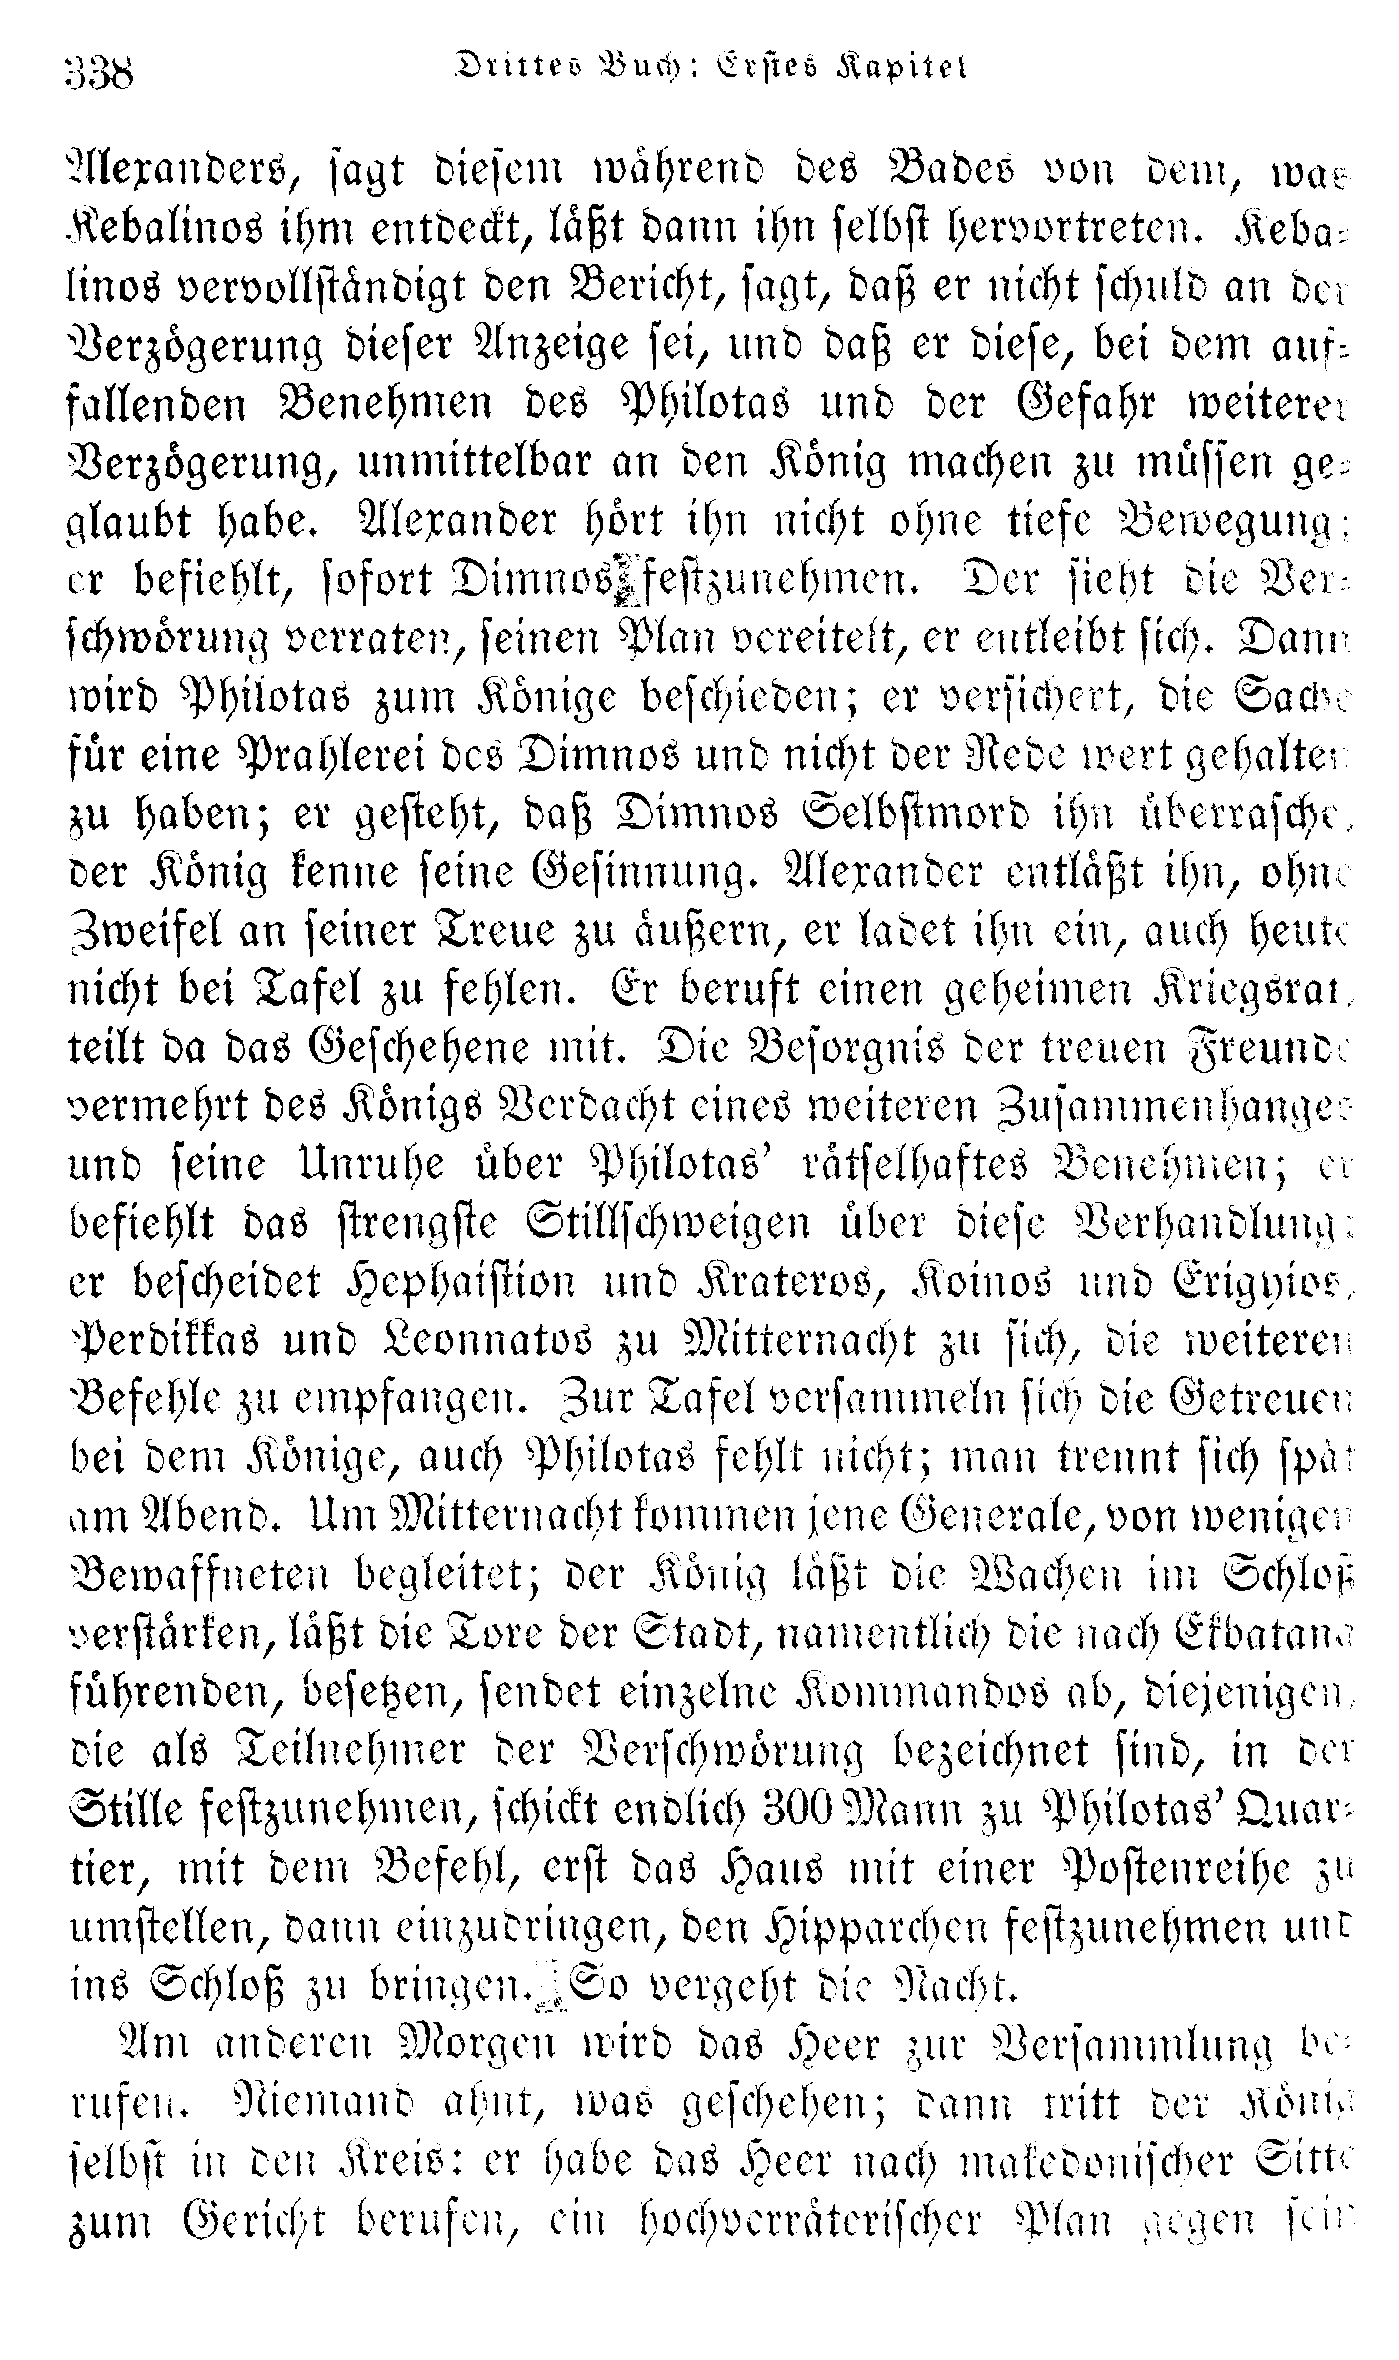 338
Drittes Buch: Erstes Kapitel
Alexanders, sagt diesem während des Bades von dem, was
Kebalinos ihm entdeckt, läßt dann ihn selbst hervortreten. Keba-
linos vervollständigt den Bericht, sagt, daß er nicht schuld an der
Verzögerung dieser Anzeige sei, und daß er diese, bei dem auf-
fallenden Benehmen des Philotas und der Gefahr weiterer
Verzögerung, unmittelbar an den König machen zu müssen ge-
glaubt habe. Alexander hört ihn nicht ohne tiefe Bewegung;
er befiehlt, sofort Dimnos festzunehmen. Der sieht die Ver-
schwörung verraten, seinen Plan vereitelt, er entleibt sich. Dann
wird Philotas zum Könige beschieden; er versichert, die Sache
für eine Prahlerei des Dimnos und nicht der Rede wert gehalten
zu haben; er gesteht, daß Dimnos Selbstmord ihn überrasche,
der König kenne seine Gesinnung. Alexander entläßt ihn, ohne
Zweifel an seiner Treue zu äußern, er ladet ihn ein, auch heute
nicht bei Tafel zu fehlen. Er beruft einen geheimen Kriegsrat,
teilt da das Geschehene mit. Die Besorgnis der treuen Freunde
vermehrt des Königs Verdacht eines weiteren Zusammenhanges
und seine Unruhe über Philotas’ rätselhaftes Benehmen; er
befiehlt das strengste Stillschweigen über diese Verhandlung;
er bescheidet Hephaistion und Krateros, Koinos und Erigyios,
Perdikkas und Leonnatos zu Mitternacht zu sich, die weiteren
Befehle zu empfangen. Zur Tafel versammeln sich die Getreuen
bei dem Könige, auch Philotas fehlt nicht; man trennt sich spät
am Abend. Um Mitternacht kommen jene Generale, von wenigen
Bewaffneten begleitet; der König läßt die Wachen im Schloß
verstärken, läßt die Tore der Stadt, namentlich die nach Ekbatana
führenden, besetzen, sendet einzelne Kommandos ab, diejenigen,
die als Teilnehmer der Verschwörung bezeichnet sind, in der
Stille festzunehmen, schickt endlich 300 Mann zu Philotas’ Quar-
tier, mit dem Befehl, erst das Haus mit einer Postenreihe zu
umstellen, dann einzudringen, den Hipparchen festzunehmen und
ins Schloß zu bringen. So vergeht die Nacht.
Am anderen Morgen wird das Heer zur Versammlung be-
rufen. Niemand ahnt, was geschehen; dann tritt der König
selbst in den Kreis: er habe das Heer nach makedonischer Sitte
zum Gericht berufen, ein hochverräterischer Plan gegen sein